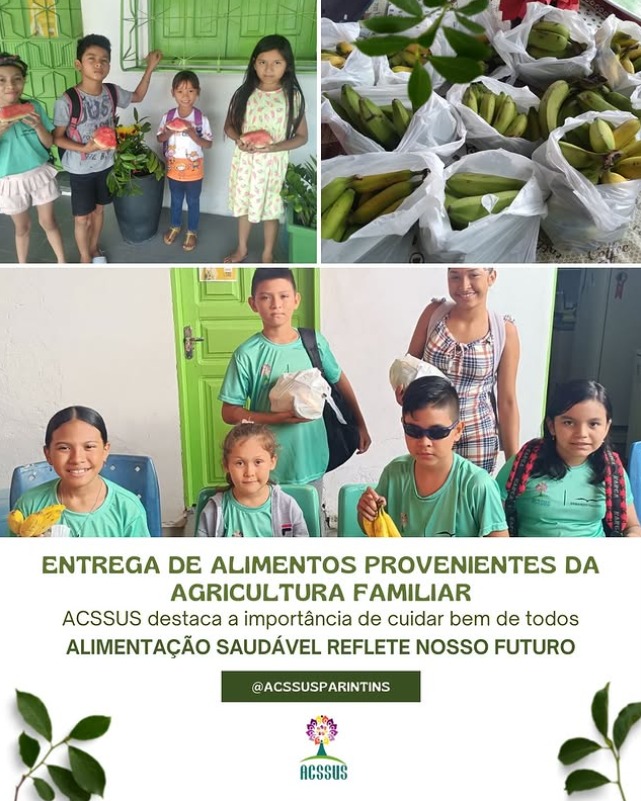 ENTREGA DE ALIMENTOS PROVENIENTES DA
AGRICULTURA FAMILIAR
ACSSUS destaca a importância de cuidar bem de todos
ALIMENTAÇÃO SAUDÁVEL REFLETE NOSSO FUTURO
@ACSSUSPARINTINS
ACSSUS